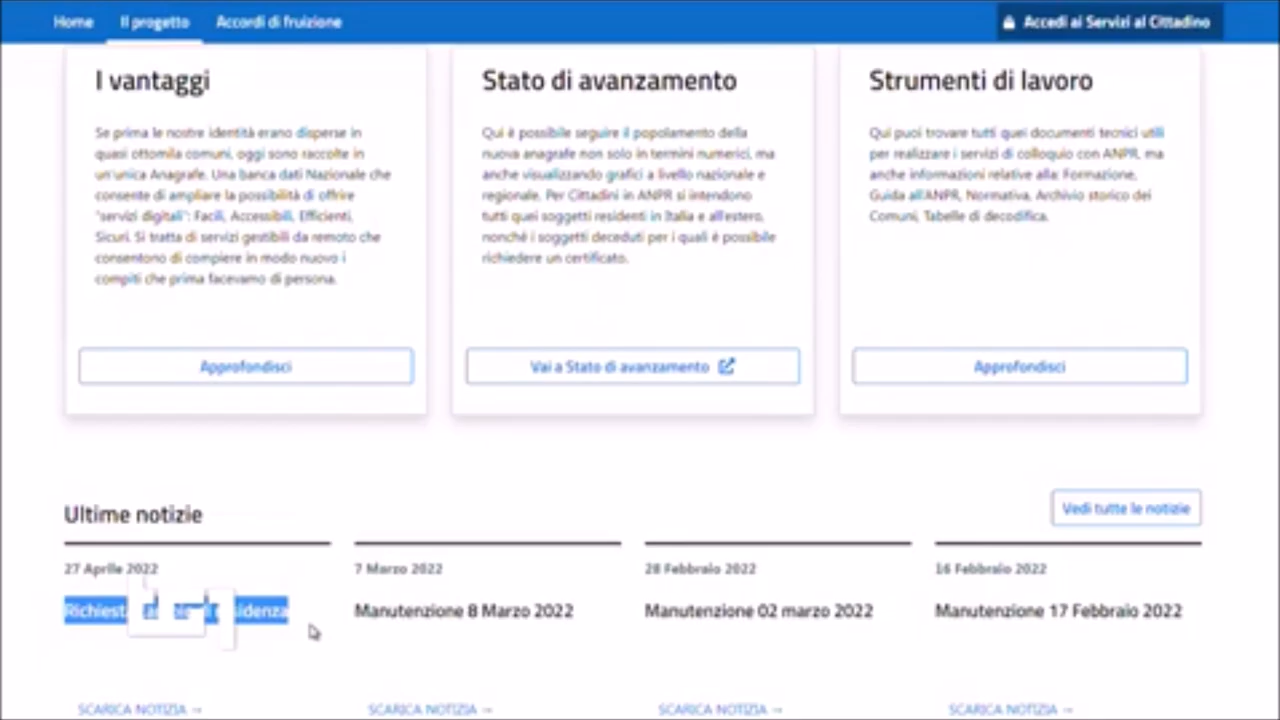 Home
Il progetto
Accordi di fruizione
Accedi ai Servizi al Cittadino
I vantaggi
Se prima le nostre identità erano disperse in
quasi ottomila comuni, oggi sono raccolte in
un'unica Anagrafe. Una banca dati Nazionale che
consente di ampliare la possibilità di offrire
"servizi digitali": Facili, Accessibili, Efficienti,
Sicuri. Si tratta di servizi gestibili da remoto che
consentono di compiere in modo nuovo i
compiti che prima facevamo di persona.
Approfondisci
Stato di avanzamento
Qui è possibile seguire il popolamento della
nuova anagrafe non solo in termini numerici, ma
anche visualizzando grafici a livello nazionale e
regionale. Per Cittadini in ANPR si intendono
tutti quei soggetti residenti in Italia e all'estero,
nonché i soggetti deceduti per i quali è possibile
richiedere un certificato.
Vai a Stato di avanzamento
Strumenti di lavoro
Qui puoi trovare tutti quei documenti tecnici utili
per realizzare i servizi di colloquio con ANPR, ma
anche informazioni relative alla: Formazione,
Guida all'ANPR, Normativa, Archivio storico dei
Comuni, Tabelle di decodifica.
Approfondisci
Ultime notizie
Vedi tutte le notizie
27 Aprile 2022
SCARICA NOTIZIA →
7 Marzo 2022
Manutenzione 8 Marzo 2022
SCARICA NOTIZIA →
28 Febbraio 2022
Manutenzione 02 marzo 2022
SCARICA NOTIZIA →
16 Febbraio 2022
Manutenzione 17 Febbraio 2022
SCARICA NOTIZIA →